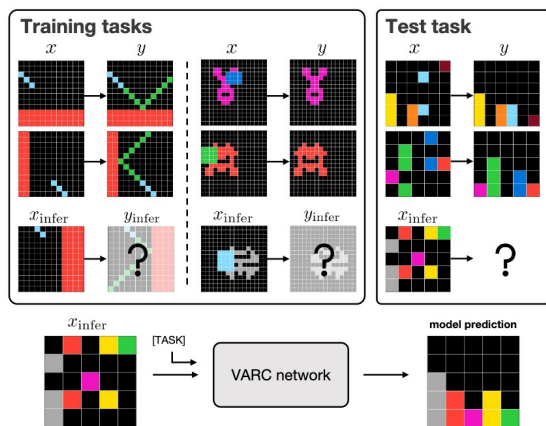 Training tasks
x y x y
x_infer y_infer x_infer y_infer
? ?
Test task
x y
x_infer
?
x_infer
[TASK]
VARC network
model prediction